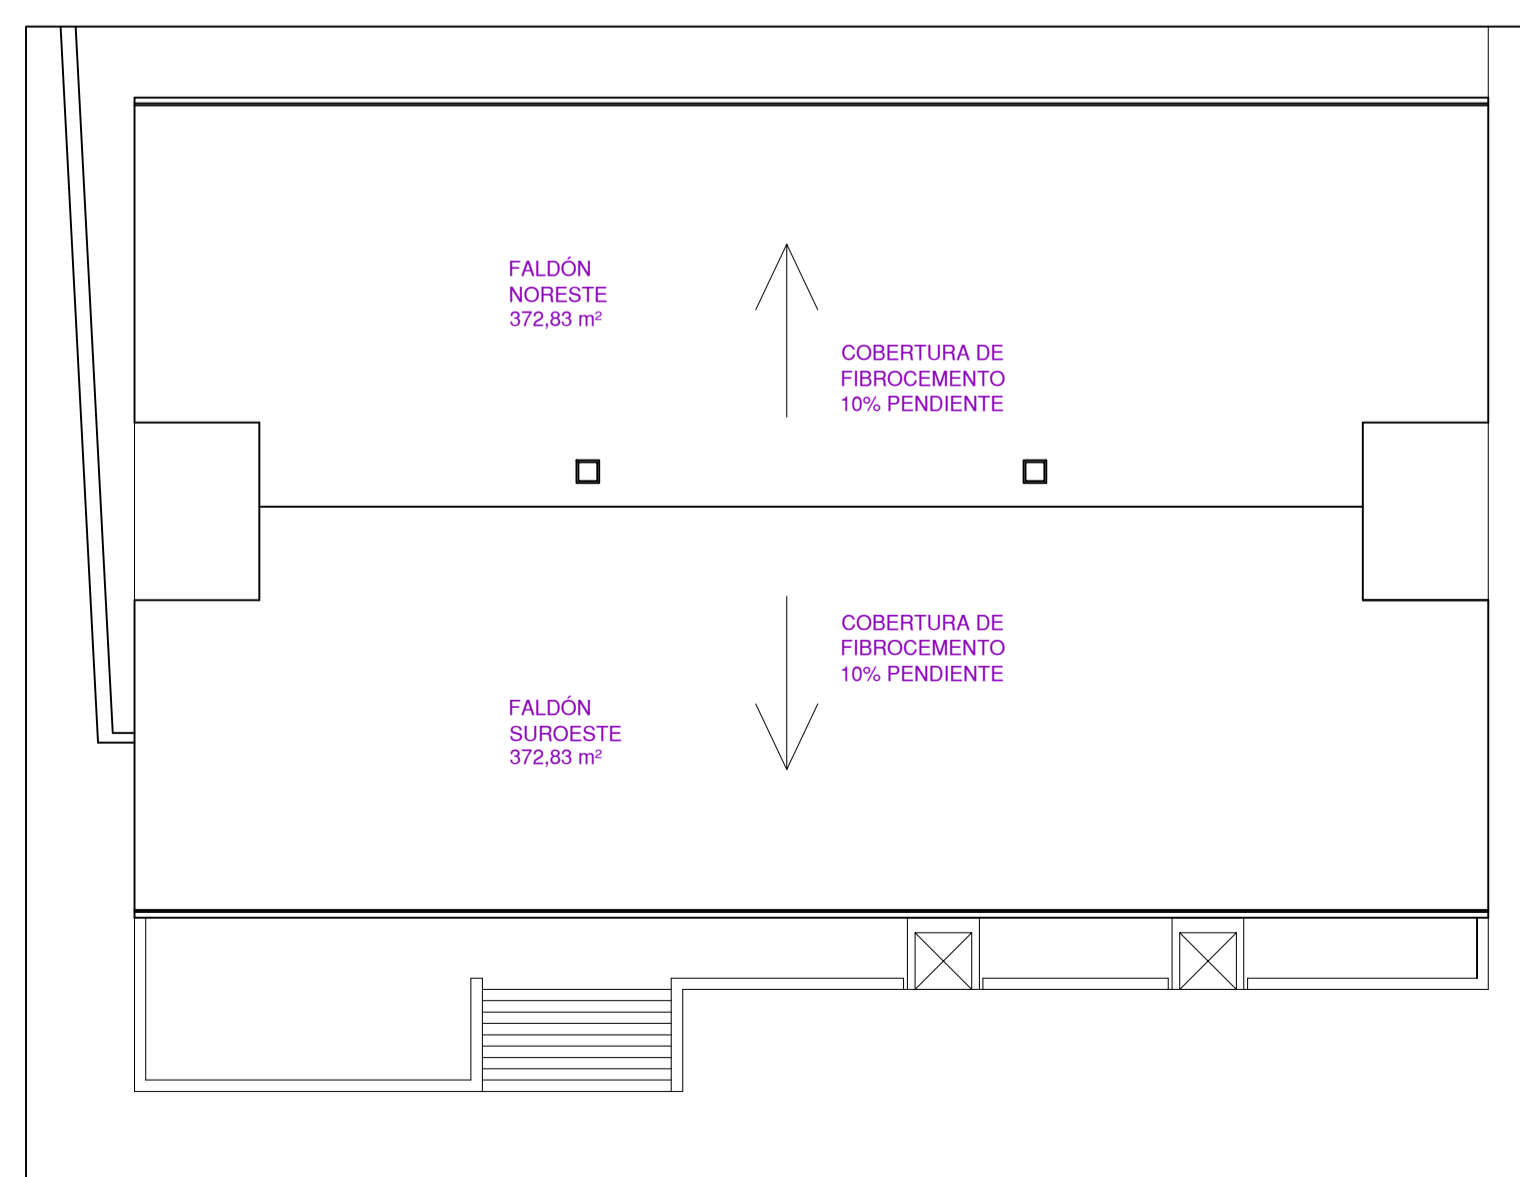 FALDÓN
NORESTE
372,83 m²
COBERTURA DE
FIBROCEMENTO
10% PENDIENTE
COBERTURA DE
FIBROCEMENTO
10% PENDIENTE
FALDÓN
SUROESTE
372,83 m²